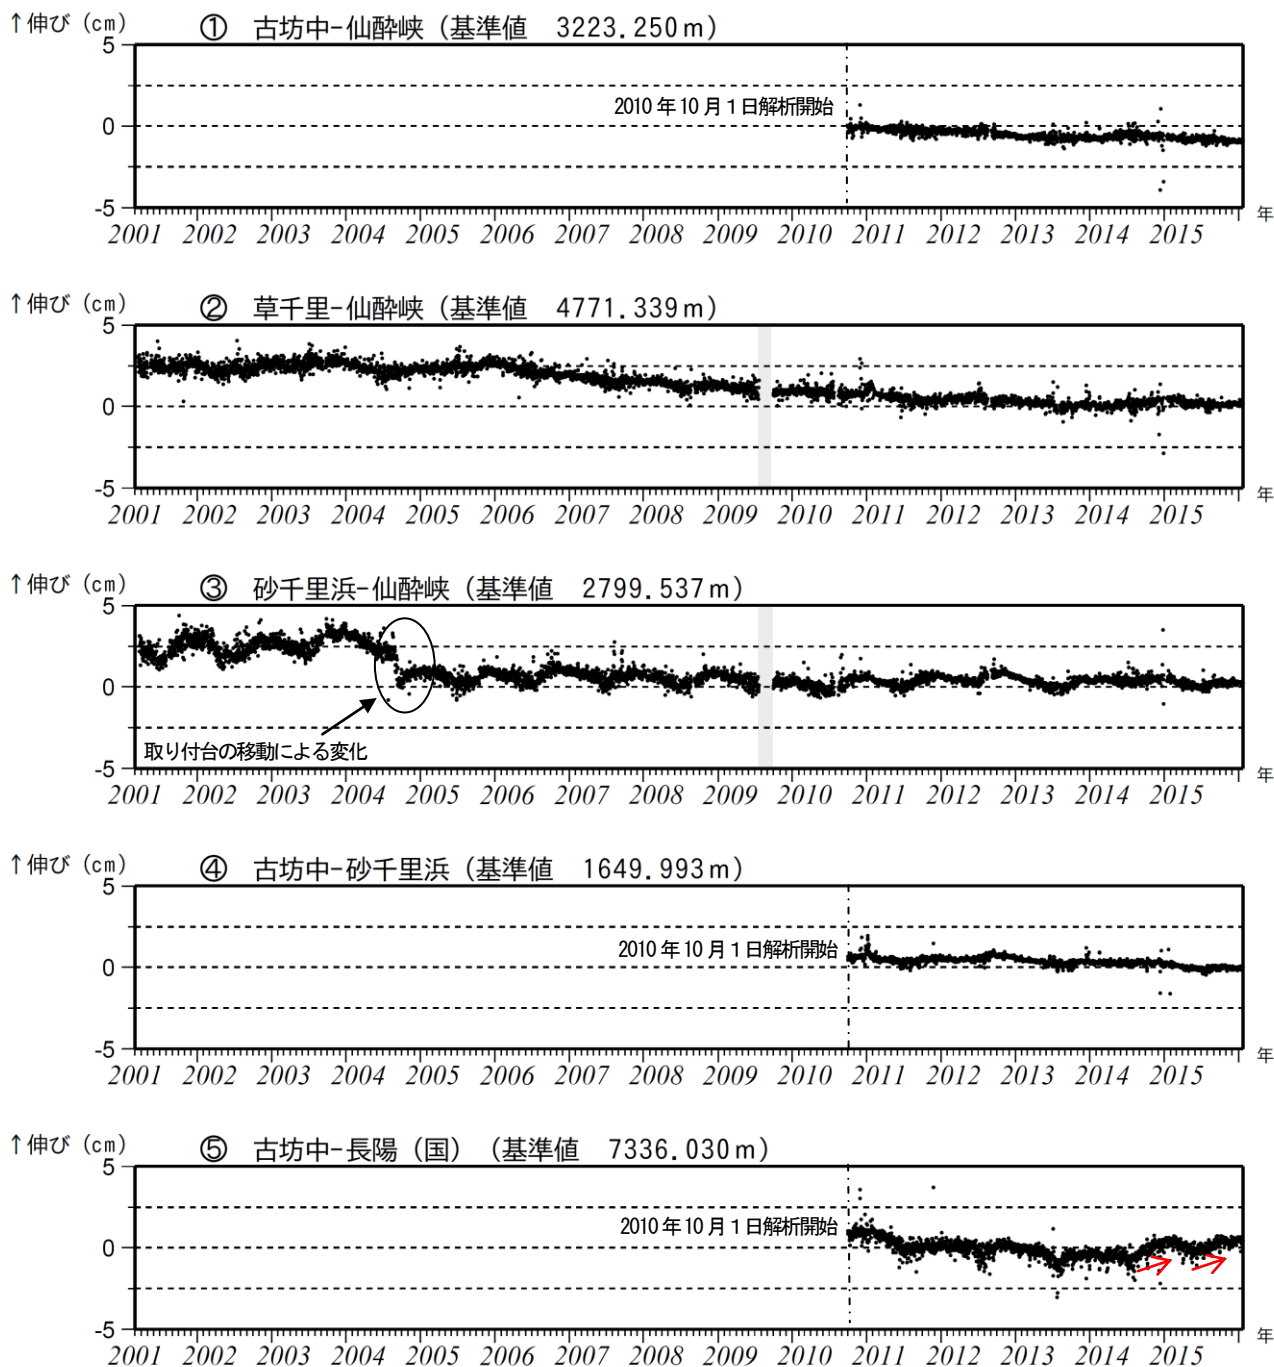 ↑伸び（cm） ① 古坊中-仙酔峡（基準値 3223.250m）
5
2010年10月1日解析開始
0
-5
年
2001 2002 2003 2004 2005 2006 2007 2008 2009 2010 2011 2012 2013 2014 2015
↑伸び（cm） ② 草千里-仙酔峡（基準値 4771.339m）
5
0
-5
年
2001 2002 2003 2004 2005 2006 2007 2008 2009 2010 2011 2012 2013 2014 2015
↑伸び（cm） ③ 砂千里浜-仙酔峡（基準値 2799.537m）
5
0
取り付台の移動による変化
-5
年
2001 2002 2003 2004 2005 2006 2007 2008 2009 2010 2011 2012 2013 2014 2015
↑伸び（cm） ④ 古坊中-砂千里浜（基準値 1649.993m）
5
2010年10月1日解析開始
0
-5
年
2001 2002 2003 2004 2005 2006 2007 2008 2009 2010 2011 2012 2013 2014 2015
↑伸び（cm） ⑤ 古坊中-長陽（国）（基準値 7336.030m）
5
2010年10月1日解析開始
0
-5
年
2001 2002 2003 2004 2005 2006 2007 2008 2009 2010 2011 2012 2013 2014 2015